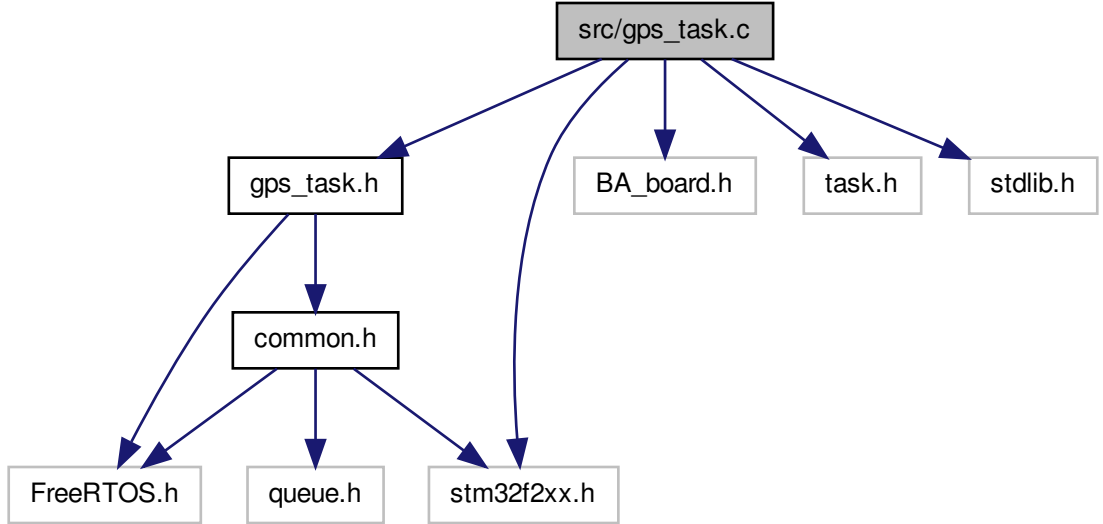 src/gps_task.c
gps_task.h
BA_board.h
task.h
stdlib.h
common.h
FreeRTOS.h
queue.h
stm32f2xx.h